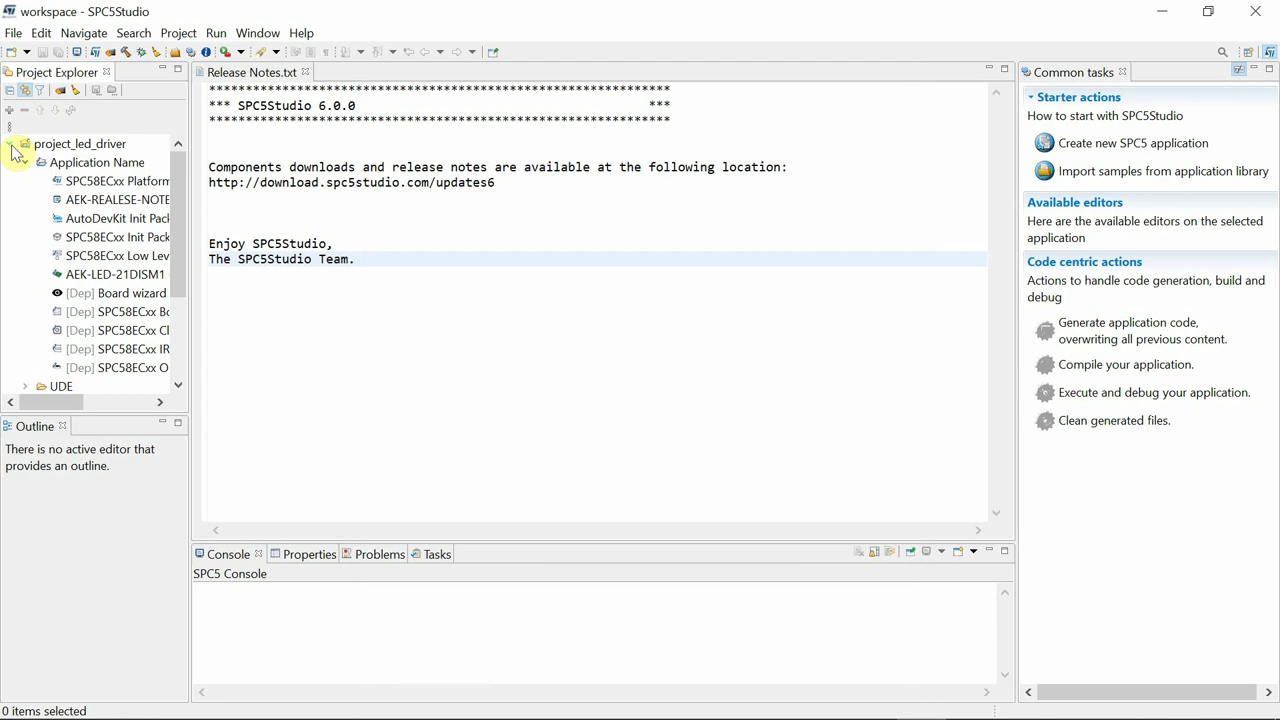 workspace - SPC5Studio
File Edit Navigate Search Project Run Window Help
Project Explorer
project_led_driver
Application Name
SPC58ECxx Platform
AEK-REALESE-NOTE
AutoDevKit Init Pack
SPC58ECxx Init Pack
SPC58ECxx Low Lev
AEK-LED-21DISM1
[Dep] Board wizard
[Dep] SPC58ECxx Bo
[Dep] SPC58ECxx Cl
[Dep] SPC58ECxx IR
[Dep] SPC58ECxx O
UDE
Outline
There is no active editor that
provides an outline.
Release Notes.txt
***************************************************************
*** SPC5Studio 6.0.0                                        ***
***************************************************************
Components downloads and release notes are available at the following location:
http://download.spc5studio.com/updates6
Enjoy SPC5Studio,
The SPC5Studio Team.
Console Properties Problems Tasks
SPC5 Console
Common tasks
Starter actions
How to start with SPC5Studio
Create new SPC5 application
Import samples from application library
Available editors
Here are the available editors on the selected
application
Code centric actions
Actions to handle code generation, build and
debug
Generate application code,
overwriting all previous content.
Compile your application.
Execute and debug your application.
Clean generated files.
0 items selected